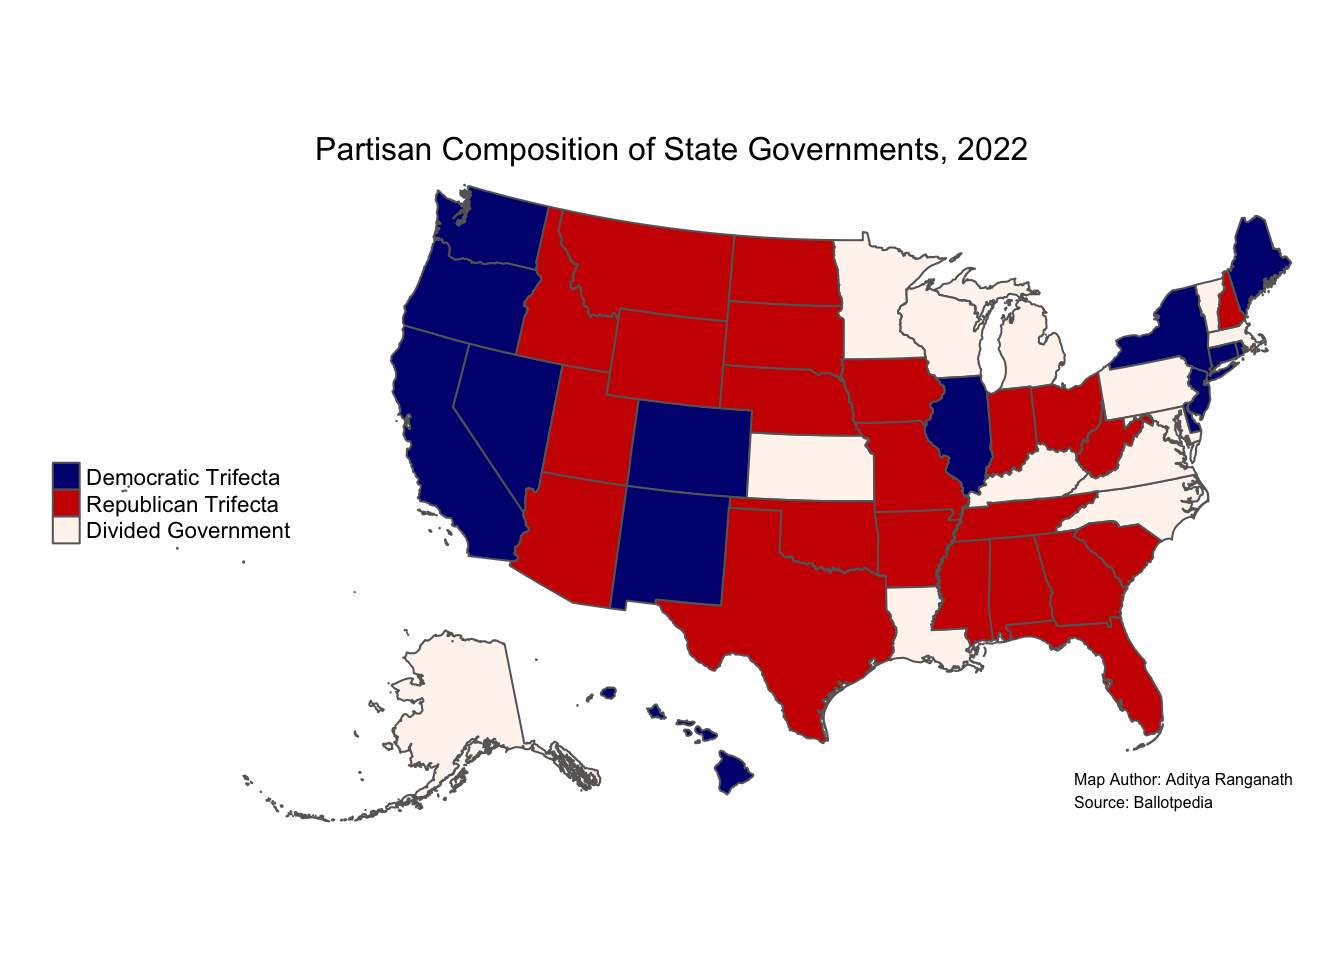 Partisan Composition of State Governments, 2022
Democratic Trifecta
Republican Trifecta
Divided Government
Map Author: Aditya Ranganath
Source: Ballotpedia